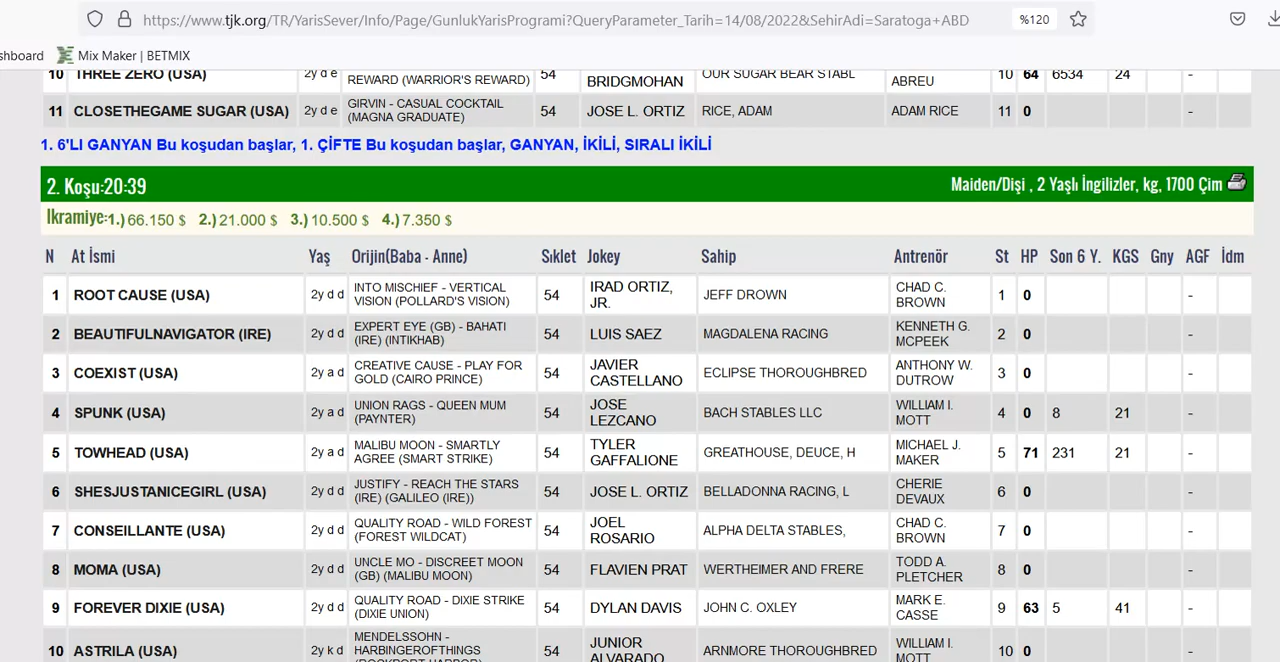 https://www.tjk.org/TR/YarisSever/Info/Page/GunlukYarisProgrami?QueryParameter_Tarih=14/08/2022&SehirAdi=Saratoga+ABD %120
shboard Mix Maker | BETMIX
10 THREE ZERO (USA) 2y d e REWARD (WARRIOR'S REWARD) 54 BRIDGMOHAN OUR SUGAR BEAR STABL ABREU 10 64 6534 24 -
11 CLOSETHEGAME SUGAR (USA) 2y d e GIRVIN - CASUAL COCKTAIL (MAGNA GRADUATE) 54 JOSE L. ORTIZ RICE, ADAM ADAM RICE 11 0 -
1. 6'LI GANYAN Bu koşudan başlar, 1. ÇİFTE Bu koşudan başlar, GANYAN, İKİLİ, SIRALI İKİLİ
2. Koşu:20:39 Maiden/Dişi , 2 Yaşlı İngilizler, kg, 1700 Çim
İkramiye:1.) 66.150 $ 2.) 21.000 $ 3.) 10.500 $ 4.) 7.350 $
N At İsmi Yaş Orijin(Baba - Anne) Sıklet Jokey Sahip Antrenör St HP Son 6 Y. KGS Gny AGF İdm
1 ROOT CAUSE (USA) 2y d d INTO MISCHIEF - VERTICAL VISION (POLLARD'S VISION) 54 IRAD ORTIZ, JR. JEFF DROWN CHAD C. BROWN 1 0 -
2 BEAUTIFULNAVIGATOR (IRE) 2y d d EXPERT EYE (GB) - BAHATI (IRE) (INTIKHAB) 54 LUIS SAEZ MAGDALENA RACING KENNETH G. MCPEEK 2 0 -
3 COEXIST (USA) 2y a d CREATIVE CAUSE - PLAY FOR GOLD (CAIRO PRINCE) 54 JAVIER CASTELLANO ECLIPSE THOROUGHBRED ANTHONY W. DUTROW 3 0 -
4 SPUNK (USA) 2y a d UNION RAGS - QUEEN MUM (PAYNTER) 54 JOSE LEZCANO BACH STABLES LLC WILLIAM I. MOTT 4 0 8 21 -
5 TOWHEAD (USA) 2y a d MALIBU MOON - SMARTLY AGREE (SMART STRIKE) 54 TYLER GAFFALIONE GREATHOUSE, DEUCE, H MICHAEL J. MAKER 5 71 231 21 -
6 SHESJUSTANICEGIRL (USA) 2y d d JUSTIFY - REACH THE STARS (IRE) (GALILEO (IRE)) 54 JOSE L. ORTIZ BELLADONNA RACING, L CHERIE DEVAUX 6 0 -
7 CONSEILLANTE (USA) 2y d d QUALITY ROAD - WILD FOREST (FOREST WILDCAT) 54 JOEL ROSARIO ALPHA DELTA STABLES, CHAD C. BROWN 7 0 -
8 MOMA (USA) 2y d d UNCLE MO - DISCREET MOON (GB) (MALIBU MOON) 54 FLAVIEN PRAT WERTHEIMER AND FRERE TODD A. PLETCHER 8 0 -
9 FOREVER DIXIE (USA) 2y d d QUALITY ROAD - DIXIE STRIKE (DIXIE UNION) 54 DYLAN DAVIS JOHN C. OXLEY MARK E. CASSE 9 63 5 41 -
10 ASTRILA (USA) 2y k d MENDELSSOHN - HARBINGEROFTHINGS (ROCKPORT HARBOR) 54 JUNIOR ALVARADO ARNMORE THOROUGHBRED WILLIAM I. MOTT 10 0 -